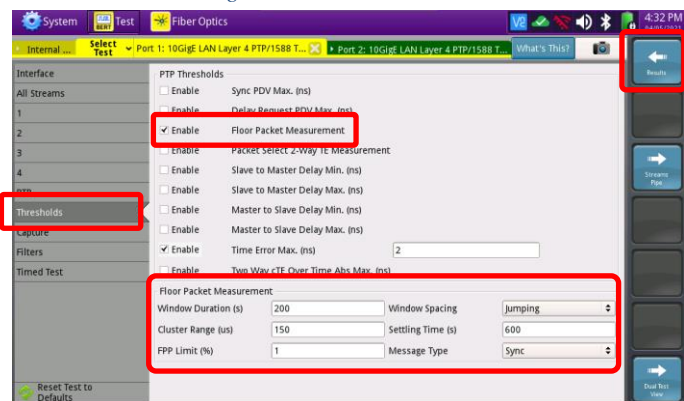 System Test Fiber Optics V2 4:32 PM
04/05/2021
Internal ... Select Test Port 1: 10GigE LAN Layer 4 PTP/1588 T... Port 2: 10GigE LAN Layer 4 PTP/1588 T... What's This?
Results
Interface
All Streams
1
2
3
4
PTP
Thresholds
Capture
Filters
Timed Test
Reset Test to
Defaults
PTP Thresholds
Enable Sync PDV Max. (ns)
Enable Delay Request PDV Max. (ns)
Enable Floor Packet Measurement
Enable Packet Select 2-Way TE Measurement
Enable Slave to Master Delay Min. (ns)
Enable Slave to Master Delay Max. (ns)
Enable Master to Slave Delay Min. (ns)
Enable Master to Slave Delay Max. (ns)
Enable Time Error Max. (ns) 2
Enable Two Way cTE Over Time Abs Max. (ns)
Floor Packet Measurement
Window Duration (s) 200 Window Spacing Jumping
Cluster Range (us) 150 Settling Time (s) 600
FPP Limit (%) 1 Message Type Sync
Streams
Pipe
Dual Test
View